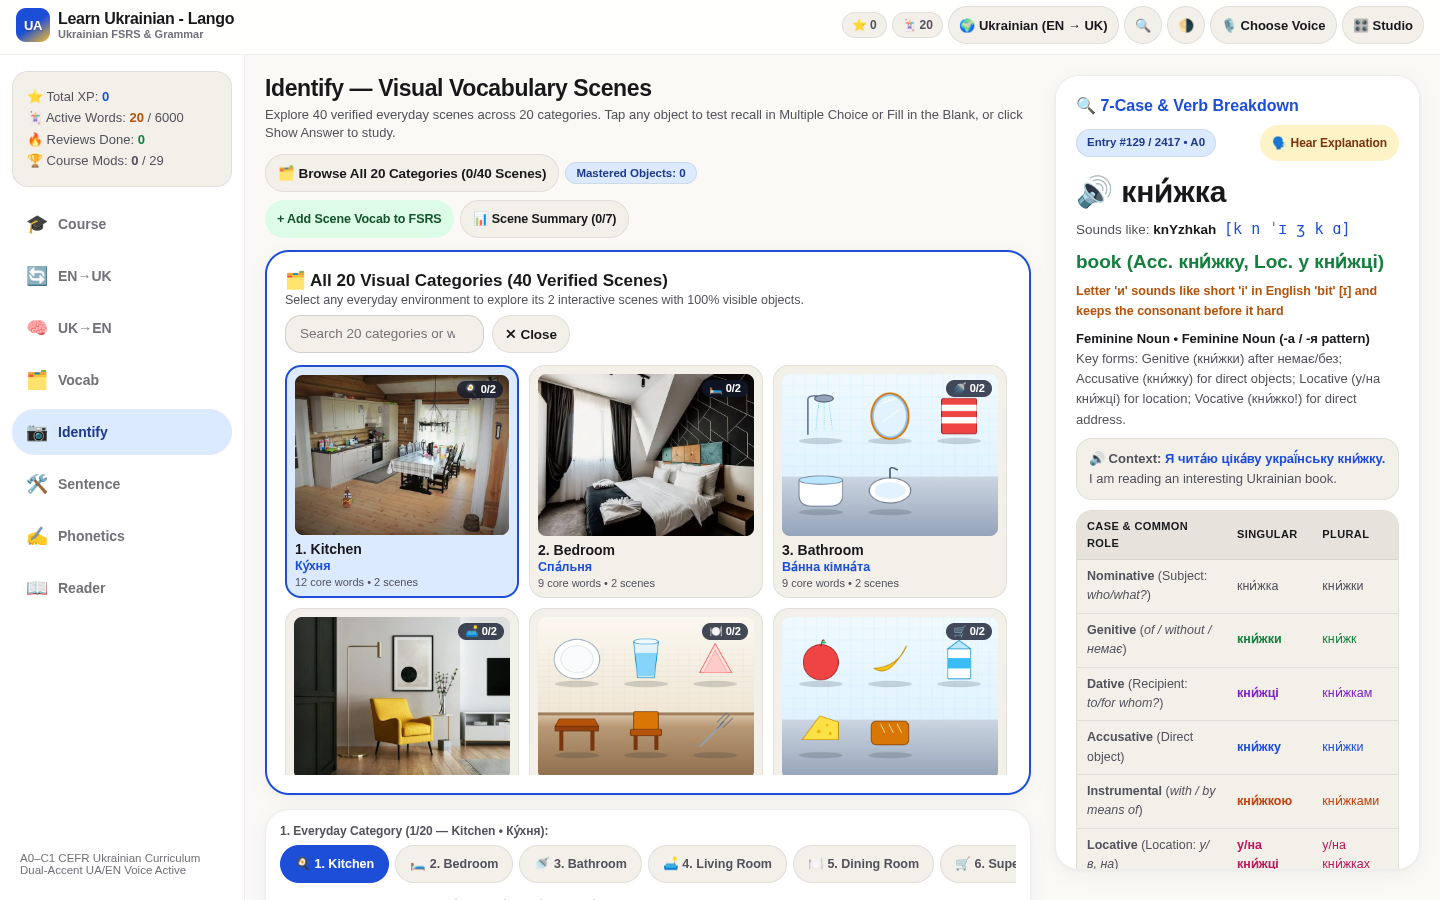 UA
Learn Ukrainian - Lango
Ukrainian FSRS & Grammar
⭐ 0
🃏 20
🌍 Ukrainian (EN → UK)
🔍
🌗
🎙️ Choose Voice
🎛️ Studio
⭐ Total XP: 0
🃏 Active Words: 20 / 6000
🔥 Reviews Done: 0
🏆 Course Mods: 0 / 29
🎓 Course
🔄 EN→UK
🧠 UK→EN
🗂️ Vocab
📷 Identify
🛠️ Sentence
✍️ Phonetics
📖 Reader
A0–C1 CEFR Ukrainian Curriculum
Dual-Accent UA/EN Voice Active
Identify — Visual Vocabulary Scenes
Explore 40 verified everyday scenes across 20 categories. Tap any object to test recall in Multiple Choice or Fill in the Blank, or click
Show Answer to study.
🗂️ Browse All 20 Categories (0/40 Scenes)
Mastered Objects: 0
+ Add Scene Vocab to FSRS
📊 Scene Summary (0/7)
🗂️ All 20 Visual Categories (40 Verified Scenes)
Select any everyday environment to explore its 2 interactive scenes with 100% visible objects.
Search 20 categories or w
✕ Close
🍳 0/2
1. Kitchen
Ку́хня
12 core words • 2 scenes
🛏️ 0/2
2. Bedroom
Спа́льня
9 core words • 2 scenes
🚿 0/2
3. Bathroom
Ва́нна кімна́та
9 core words • 2 scenes
🛋️ 0/2
🍽️ 0/2
🛒 0/2
1. Everyday Category (1/20 — Kitchen • Ку́хня):
🍳 1. Kitchen
🛏️ 2. Bedroom
🚿 3. Bathroom
🛋️ 4. Living Room
🍽️ 5. Dining Room
🛒 6. Supe
🔍 7-Case & Verb Breakdown
Entry #129 / 2417 • A0
🗣️ Hear Explanation
🔊 кни́жка
Sounds like: knYzhkah [k n ˈɪ ʒ k ɑ]
book (Acc. кни́жку, Loc. у кни́жці)
Letter 'и' sounds like short 'i' in English 'bit' [ɪ] and
keeps the consonant before it hard
Feminine Noun • Feminine Noun (-а / -я pattern)
Key forms: Genitive (кни́жки) after немає/без;
Accusative (кни́жку) for direct objects; Locative (у/на
кни́жці) for location; Vocative (кни́жко!) for direct
address.
🔊 Context: Я чита́ю ціка́ву украї́нську кни́жку.
I am reading an interesting Ukrainian book.
CASE & COMMON
ROLE
SINGULAR
PLURAL
Nominative (Subject:
who/what?)
кни́жка
кни́жки
Genitive (of / without /
немає)
кни́жки
кни́жк
Dative (Recipient:
to/for whom?)
кни́жці
кни́жкам
Accusative (Direct
object)
кни́жку
кни́жки
Instrumental (with / by
means of)
кни́жкою
кни́жками
Locative (Location: у/
в, на)
у/на
кни́жці
у/на
кни́жках